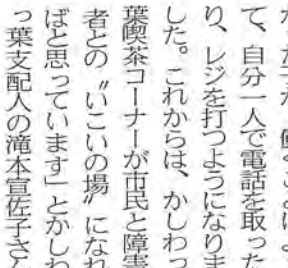 て、自分一人で電話を取った
り、レジを打つようになりま
した。これからは、かしわっ
葉喫茶コーナーが市民と障害
者との〝いこいの場〟になれ
ばと思っています」とかしわ
っ葉支配人の滝本宣佐子さん